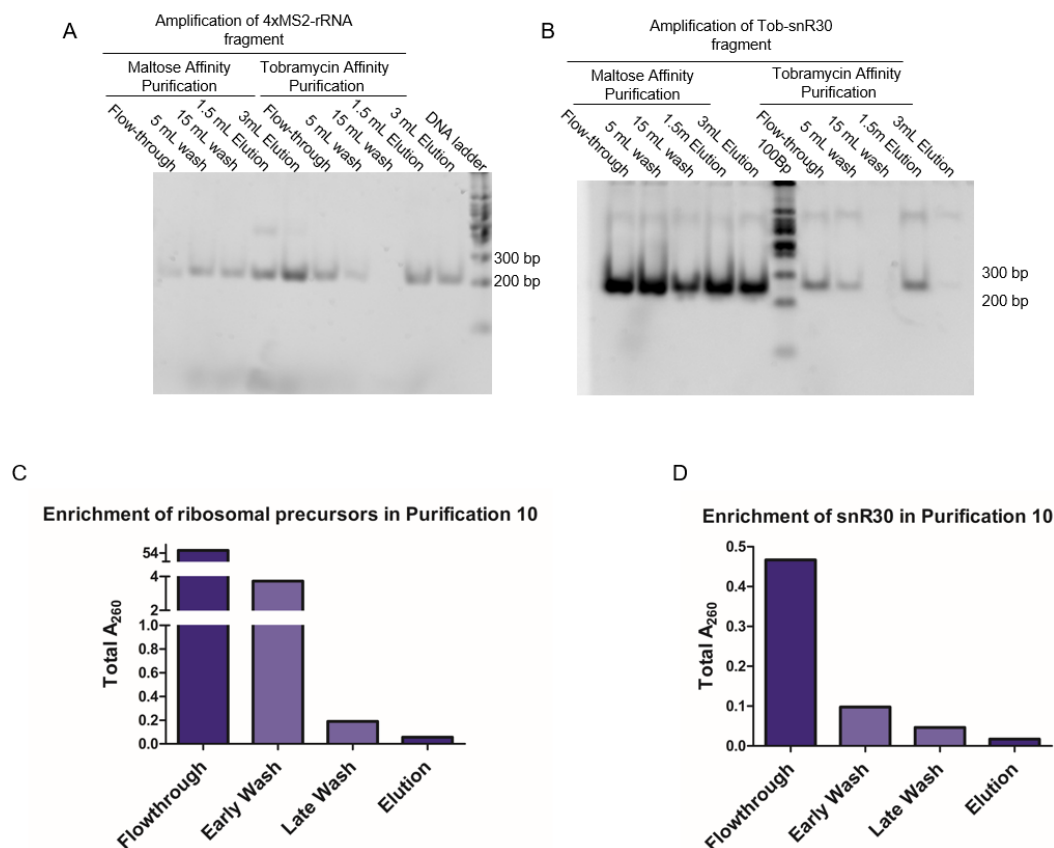 A
Amplification of 4xMS2-rRNA
fragment
Maltose Affinity
Purification
Tobramycin Affinity
Purification
Flow-through
5 mL wash
15 mL wash
1.5 mL Elution
3mL Elution
Flow-through
5 mL wash
15 mL wash
1.5 mL Elution
3 mL Elution
DNA ladder
300 bp
200 bp
B
Amplification of Tob-snR30
fragment
Maltose Affinity
Purification
Tobramycin Affinity
Purification
Flow-through
5 mL wash
15 mL wash
1.5m Elution
3mL Elution
100Bp
Flow-through
5 mL wash
15 mL wash
1.5mL Elution
3mL Elution
300 bp
200 bp
C
Enrichment of ribosomal precursors in Purification 10
Total A260
54
4
2
1.0
0.8
0.6
0.4
0.2
0.0
Flowthrough
Early Wash
Late Wash
Elution
D
Enrichment of snR30 in Purification 10
Total A260
0.5
0.4
0.3
0.2
0.1
0.0
Flowthrough
Early Wash
Late Wash
Elution